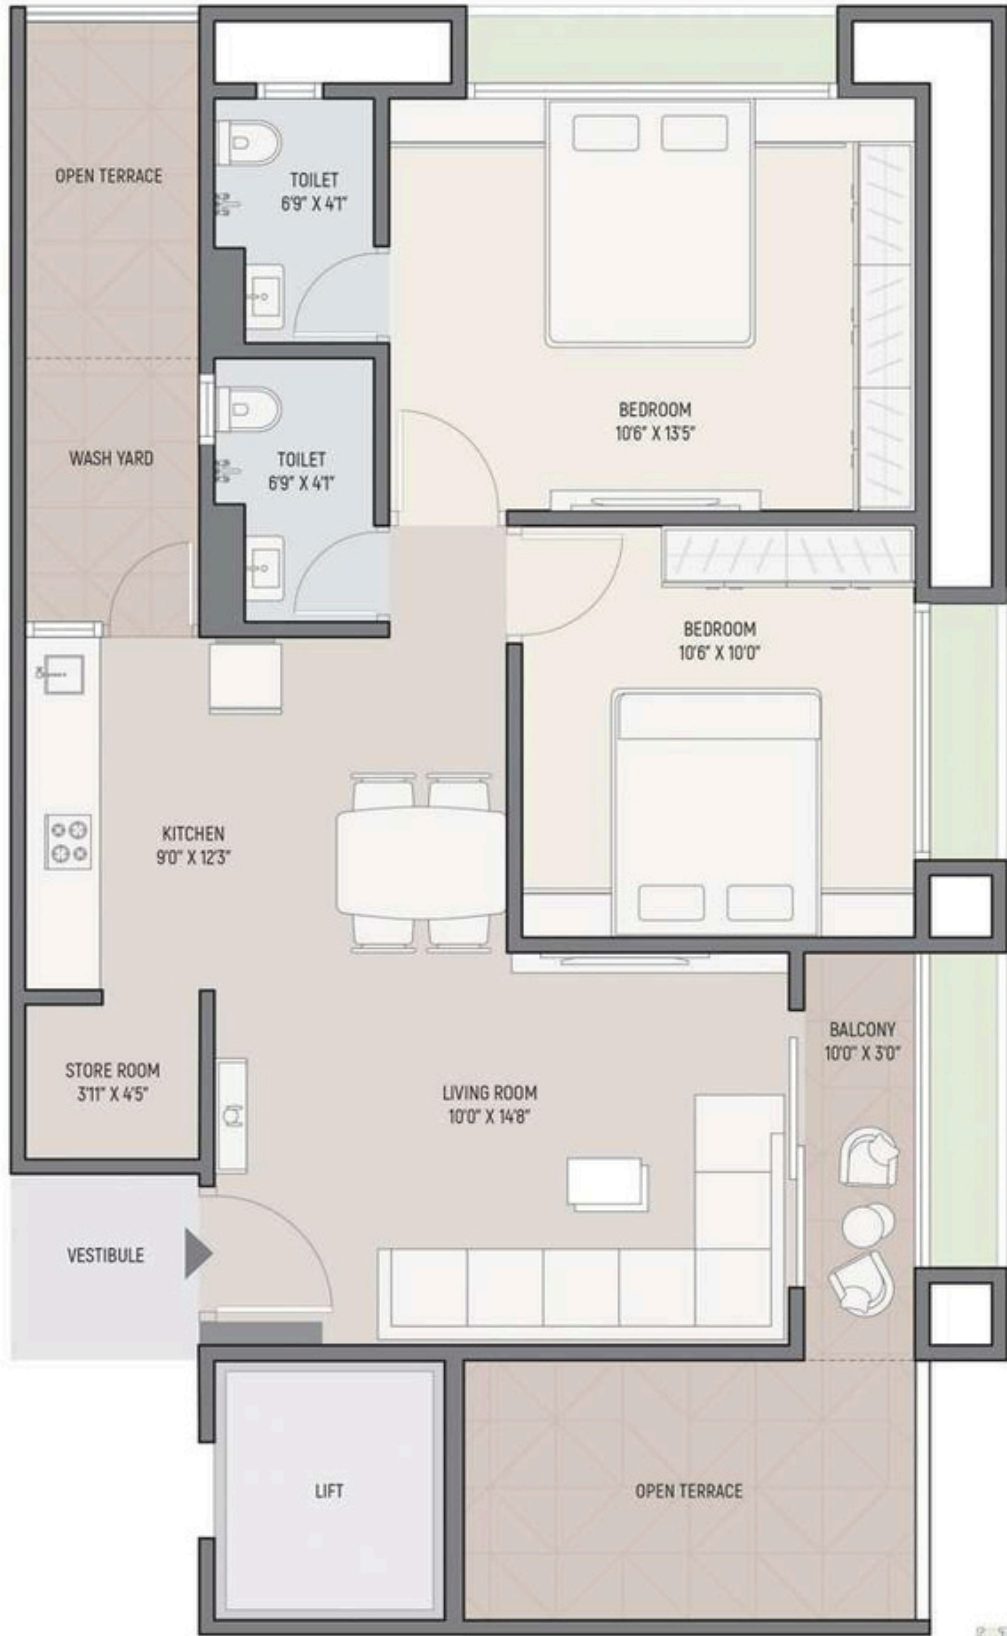 OPEN TERRACE
TOILET
6'9" X 4'1"
WASH YARD
TOILET
6'9" X 4'1"
BEDROOM
10'6" X 13'5"
BEDROOM
10'6" X 10'0"
KITCHEN
9'0" X 12'3"
STORE ROOM
3'11" X 4'5"
LIVING ROOM
10'0" X 14'8"
BALCONY
10'0" X 3'0"
VESTIBULE
LIFT
OPEN TERRACE